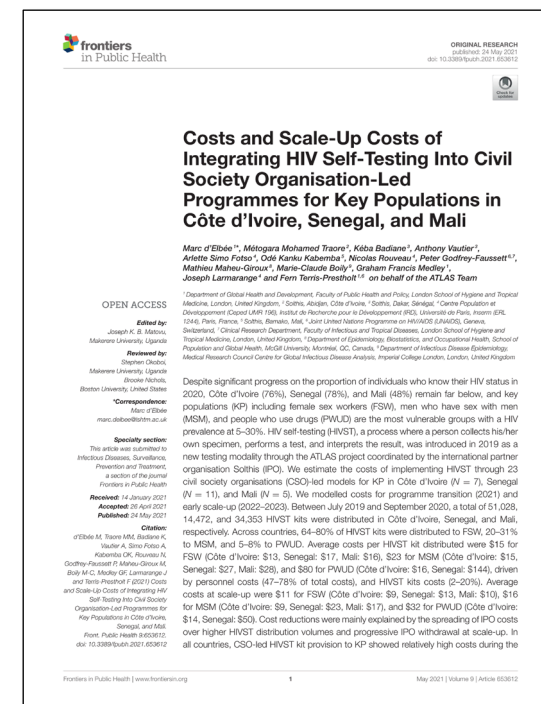 frontiers
in Public Health
ORIGINAL RESEARCH
published: 24 May 2021
doi: 10.3389/fpubh.2021.653612
Check for
updates
Costs and Scale-Up Costs of
Integrating HIV Self-Testing Into Civil
Society Organisation-Led
Programmes for Key Populations in
Côte d'Ivoire, Senegal, and Mali
Marc d'Elbée 1*, Métogara Mohamed Traore 2, Kéba Badiane 3, Anthony Vautier 3,
Arlette Simo Fotso 4, Odé Kanku Kabemba 5, Nicolas Rouveau 4, Peter Godfrey-Faussett 6,7,
Mathieu Maheu-Giroux 8, Marie-Claude Boily 9, Graham Francis Medley 1,
Joseph Larmarange 4 and Fern Terris-Prestholt 1,6 on behalf of the ATLAS Team
1 Department of Global Health and Development, Faculty of Public Health and Policy, London School of Hygiene and Tropical
Medicine, London, United Kingdom, 2 Solthis, Abidjan, Côte d'Ivoire, 3 Solthis, Dakar, Sénégal, 4 Centre Population et
Développement (Ceped UMR 196), Institut de Recherche pour le Développement (IRD), Université de Paris, Inserm (ERL
1244), Paris, France, 5 Solthis, Bamako, Mali, 6 Joint United Nations Programme on HIV/AIDS (UNAIDS), Geneva,
Switzerland, 7 Clinical Research Department, Faculty of Infectious and Tropical Diseases, London School of Hygiene and
Tropical Medicine, London, United Kingdom, 8 Department of Epidemiology, Biostatistics, and Occupational Health, School of
Population and Global Health, McGill University, Montréal, QC, Canada, 9 Department of Infectious Disease Epidemiology,
Medical Research Council Centre for Global Infectious Disease Analysis, Imperial College London, London, United Kingdom
OPEN ACCESS
Edited by:
Joseph K. B. Matovu,
Makerere University, Uganda
Reviewed by:
Stephen Okoboi,
Makerere University, Uganda
Brooke Nichols,
Boston University, United States
*Correspondence:
Marc d'Elbée
marc.delbee@lshtm.ac.uk
Specialty section:
This article was submitted to
Infectious Diseases, Surveillance,
Prevention and Treatment,
a section of the journal
Frontiers in Public Health
Received: 14 January 2021
Accepted: 26 April 2021
Published: 24 May 2021
Citation:
d'Elbée M, Traore MM, Badiane K,
Vautier A, Simo Fotso A,
Kabemba OK, Rouveau N,
Godfrey-Faussett P, Maheu-Giroux M,
Boily M-C, Medley GF, Larmarange J
and Terris-Prestholt F (2021) Costs
and Scale-Up Costs of Integrating HIV
Self-Testing Into Civil Society
Organisation-Led Programmes for
Key Populations in Côte d'Ivoire,
Senegal, and Mali.
Front. Public Health 9:653612.
doi: 10.3389/fpubh.2021.653612
Despite significant progress on the proportion of individuals who know their HIV status in
2020, Côte d'Ivoire (76%), Senegal (78%), and Mali (48%) remain far below, and key
populations (KP) including female sex workers (FSW), men who have sex with men
(MSM), and people who use drugs (PWUD) are the most vulnerable groups with a HIV
prevalence at 5–30%. HIV self-testing (HIVST), a process where a person collects his/her
own specimen, performs a test, and interprets the result, was introduced in 2019 as a
new testing modality through the ATLAS project coordinated by the international partner
organisation Solthis (IPO). We estimate the costs of implementing HIVST through 23
civil society organisations (CSO)-led models for KP in Côte d'Ivoire (N = 7), Senegal
(N = 11), and Mali (N = 5). We modelled costs for programme transition (2021) and
early scale-up (2022–2023). Between July 2019 and September 2020, a total of 51,028,
14,472, and 34,353 HIVST kits were distributed in Côte d'Ivoire, Senegal, and Mali,
respectively. Across countries, 64–80% of HIVST kits were distributed to FSW, 20–31%
to MSM, and 5–8% to PWUD. Average costs per HIVST kit distributed were $15 for
FSW (Côte d'Ivoire: $13, Senegal: $17, Mali: $16), $23 for MSM (Côte d'Ivoire: $15,
Senegal: $27, Mali: $28), and $80 for PWUD (Côte d'Ivoire: $16, Senegal: $144), driven
by personnel costs (47–78% of total costs), and HIVST kits costs (2–20%). Average
costs at scale-up were $11 for FSW (Côte d'Ivoire: $9, Senegal: $13, Mali: $10), $16
for MSM (Côte d'Ivoire: $9, Senegal: $23, Mali: $17), and $32 for PWUD (Côte d'Ivoire:
$14, Senegal: $50). Cost reductions were mainly explained by the spreading of IPO costs
over higher HIVST distribution volumes and progressive IPO withdrawal at scale-up. In
all countries, CSO-led HIVST kit provision to KP showed relatively high costs during the
Frontiers in Public Health | www.frontiersin.org
1
May 2021 | Volume 9 | Article 653612